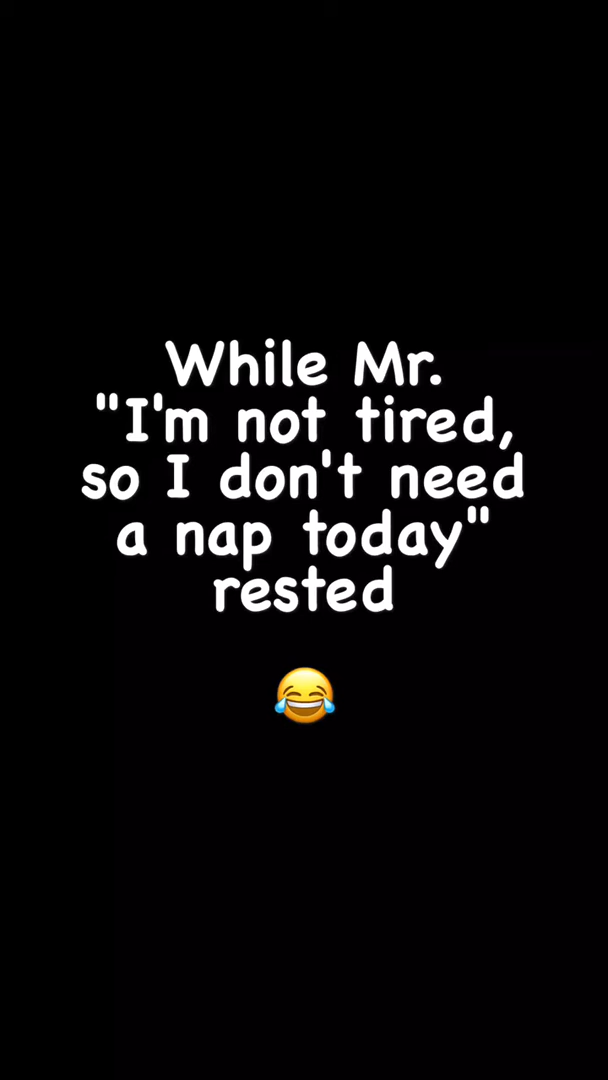 While Mr.
"I'm not tired,
so I don't need
a nap today"
rested
😂